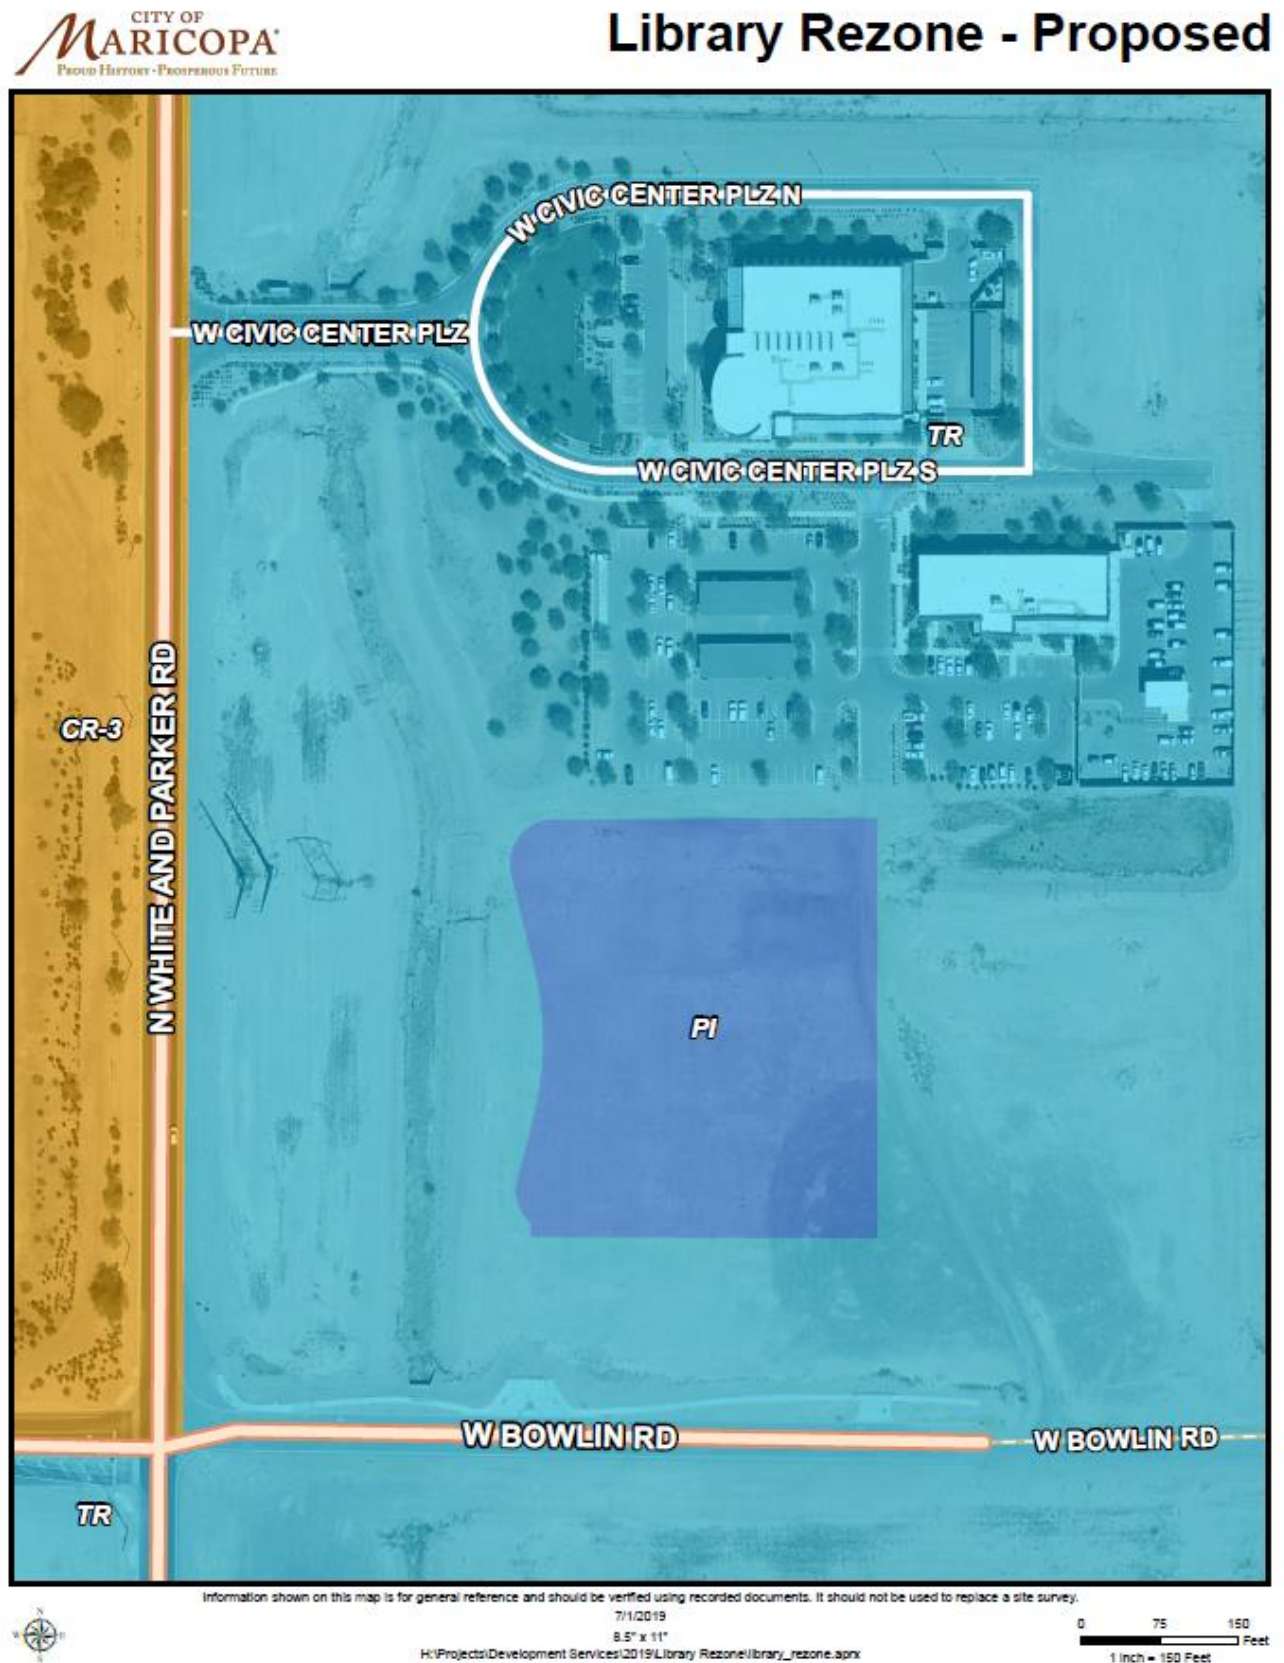 CITY OF
MARICOPA
PROUD HISTORY - PROSPEROUS FUTURE
Library Rezone - Proposed
W CIVIC CENTER PLZ N
W CIVIC CENTER PLZ
TR
W CIVIC CENTER PLZ S
N WHITE AND PARKER RD
CR-3
PI
W BOWLIN RD
W BOWLIN RD
TR
Information shown on this map is for general reference and should be verified using recorded documents. It should not be used to replace a site survey.
7/1/2019
8.5" x 11"
H:\Projects\Development Services\2019\Library Rezone\library_rezone.aprx
N
W
E
S
0 75 150
Feet
1 inch = 150 Feet